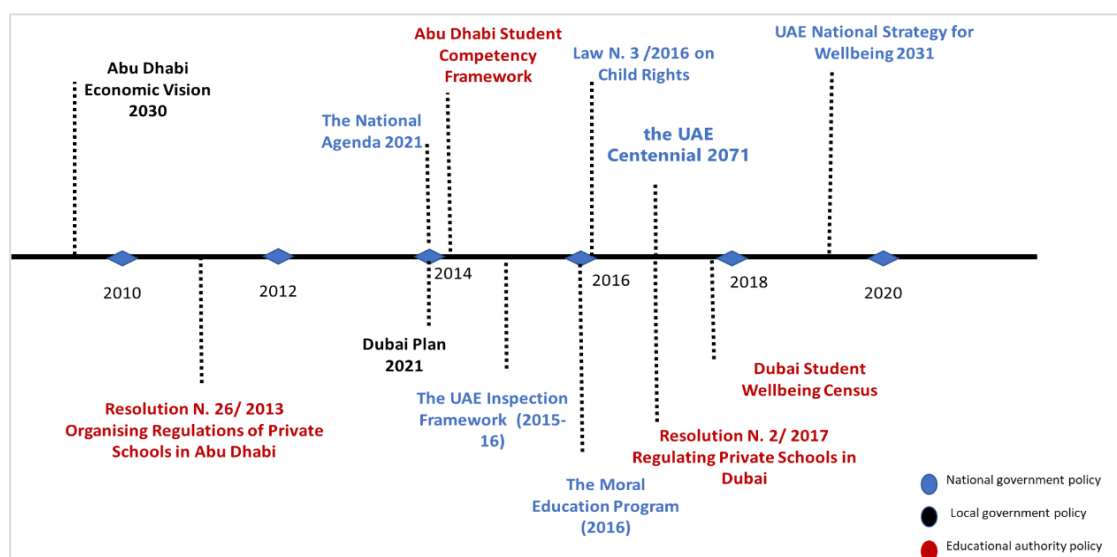 Abu Dhabi
Economic Vision
2030
The National
Agenda 2021
Abu Dhabi Student
Competency
Framework
Law N. 3 /2016 on
Child Rights
the UAE
Centennial 2071
UAE National Strategy for
Wellbeing 2031
2010
2012
2014
2016
2018
2020
Resolution N. 26/ 2013
Organising Regulations of Private
Schools in Abu Dhabi
Dubai Plan
2021
The UAE Inspection
Framework (2015-
16)
The Moral
Education Program
(2016)
Resolution N. 2/ 2017
Regulating Private Schools in
Dubai
Dubai Student
Wellbeing Census
National government policy
Local government policy
Educational authority policy